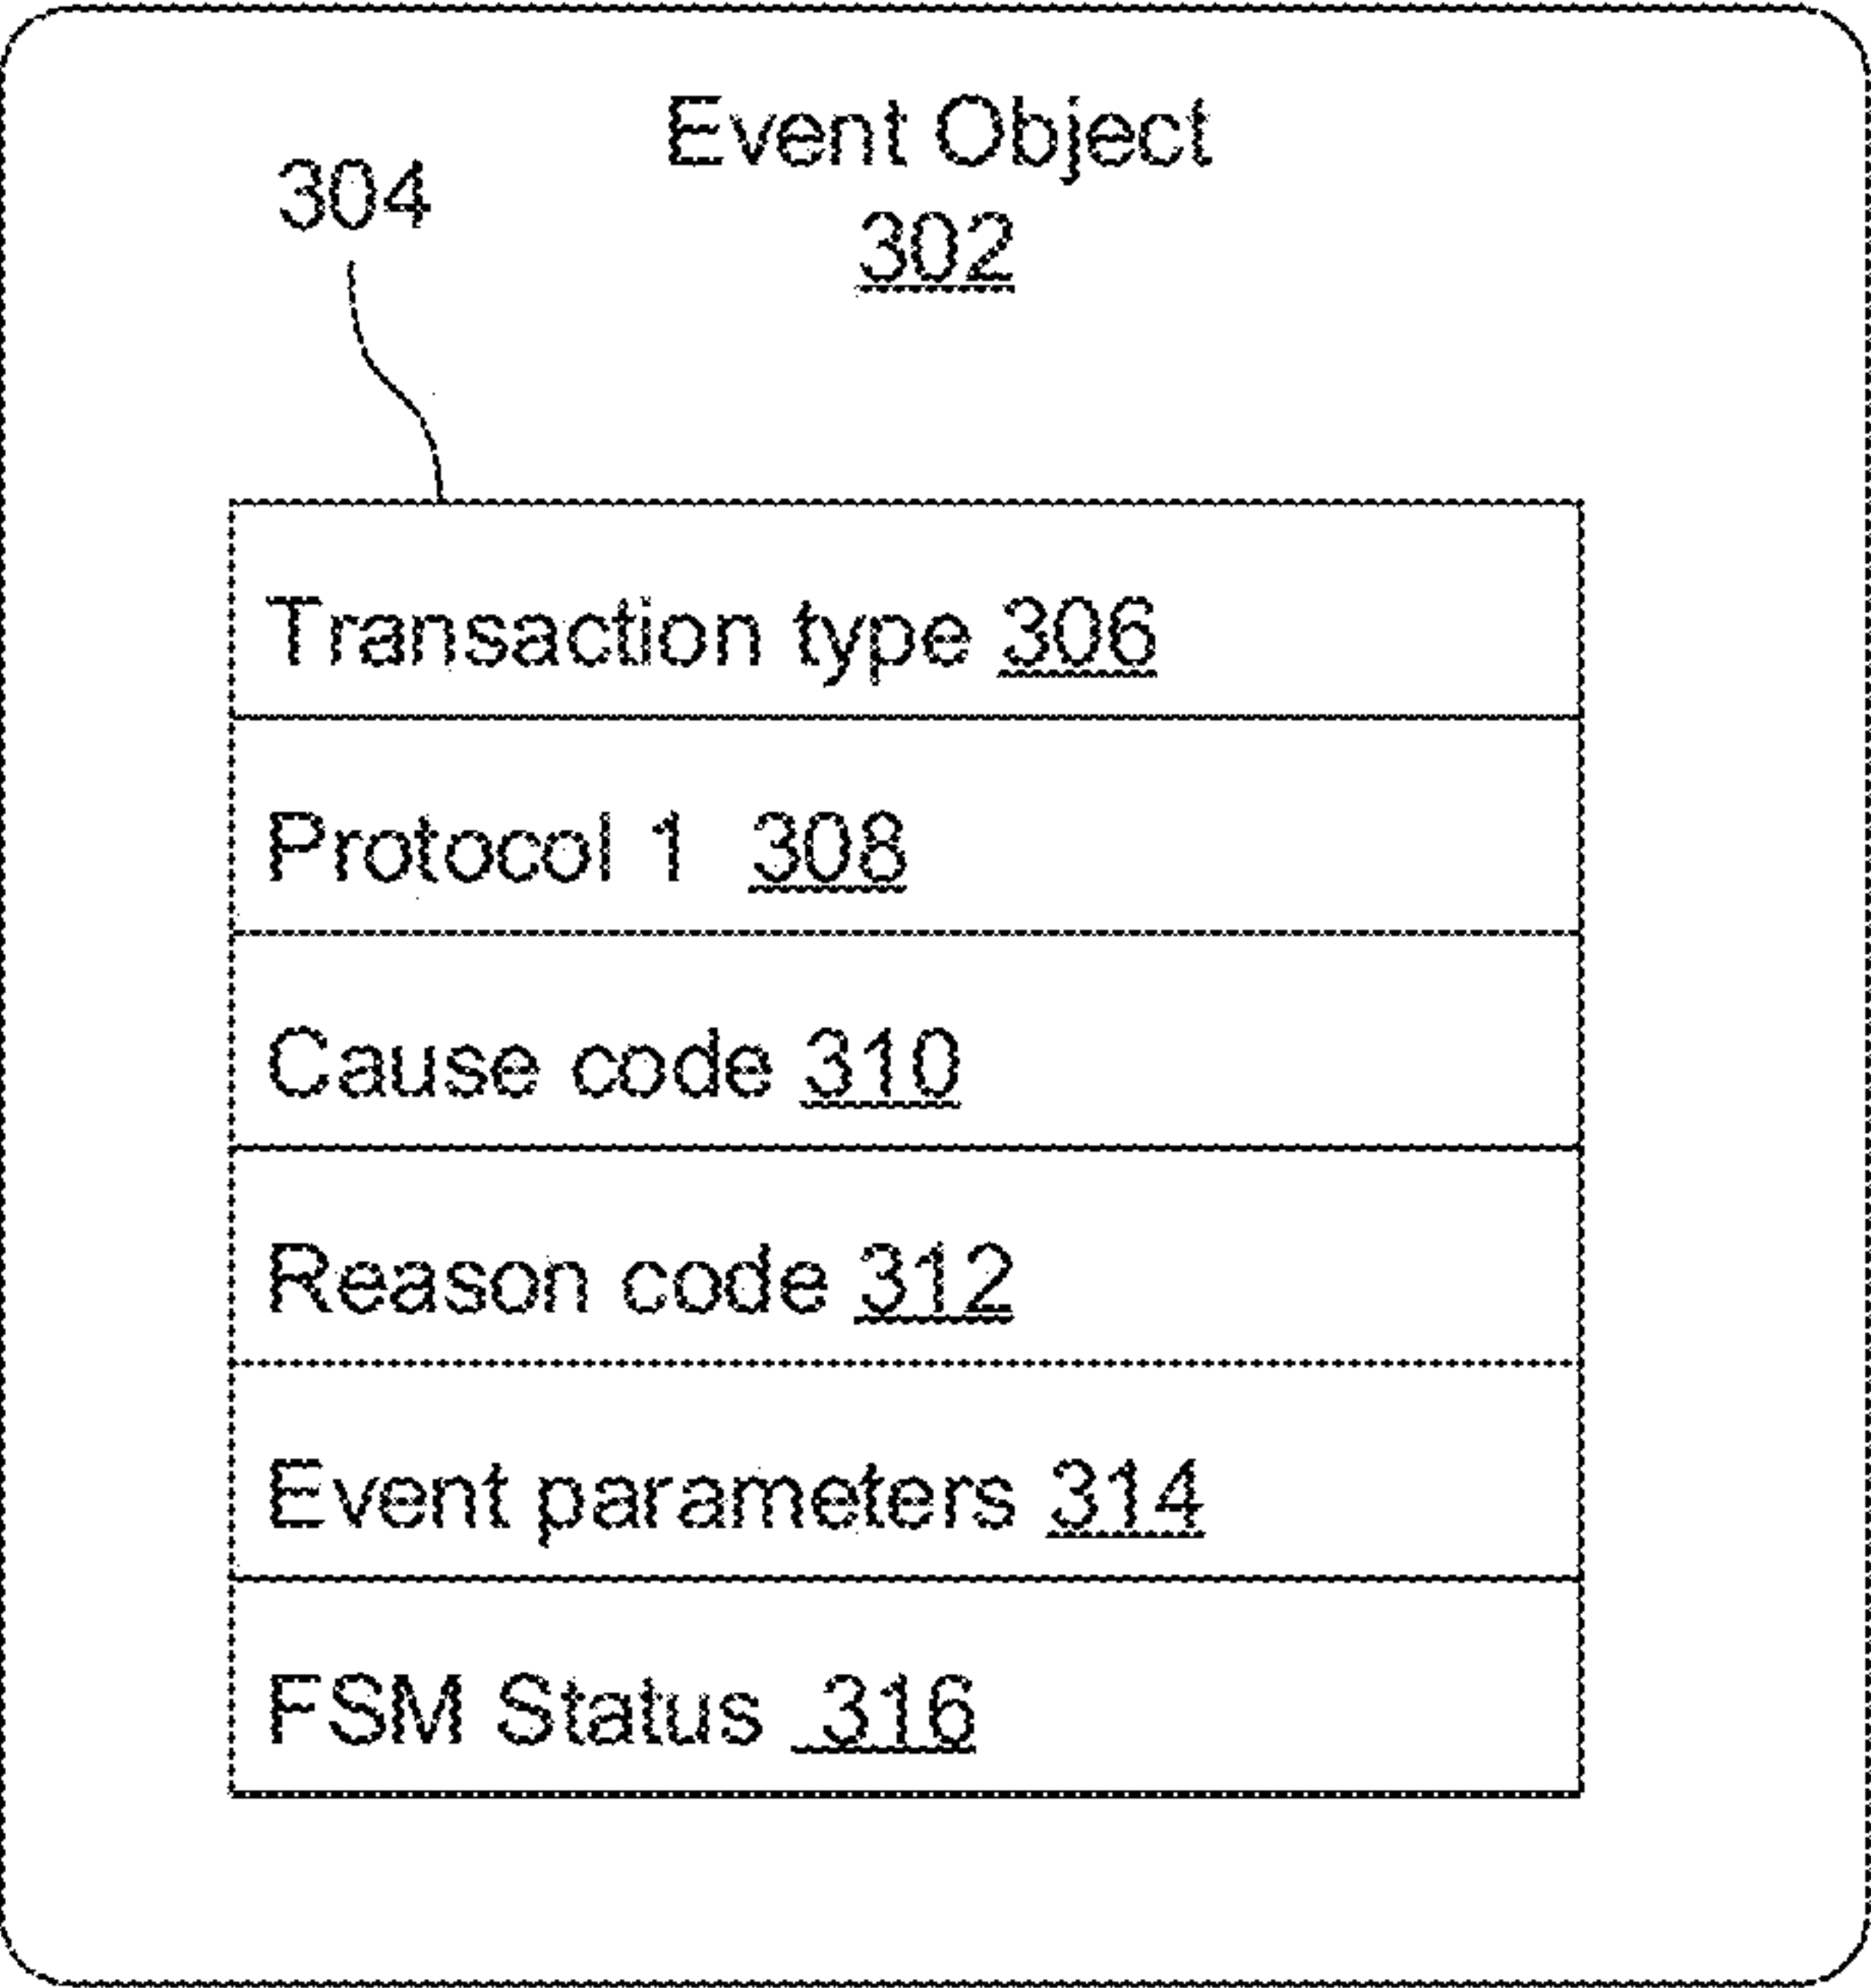 Event Object
302
304
Transaction type 306
Protocol 1 308
Cause code 310
Reason code 312
Event parameters 314
FSM Status 316